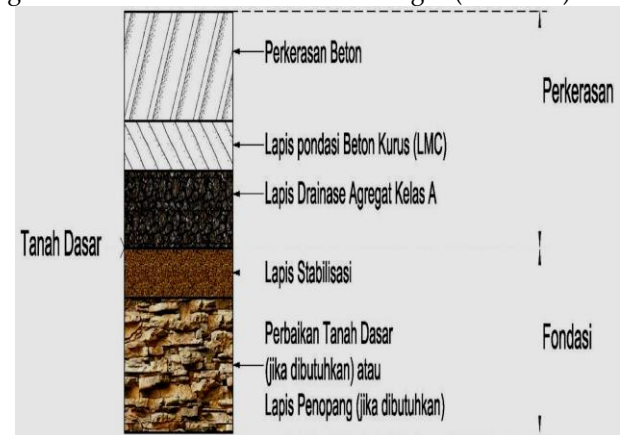 Perkerasan Beton
Perkerasan
Lapis pondasi Beton Kurus (LMC)
Lapis Drainase Agregat Kelas A
Tanah Dasar
Lapis Stabilisasi
Perbaikan Tanah Dasar
(jika dibutuhkan) atau
Lapis Penopang (jika dibutuhkan)
Fondasi